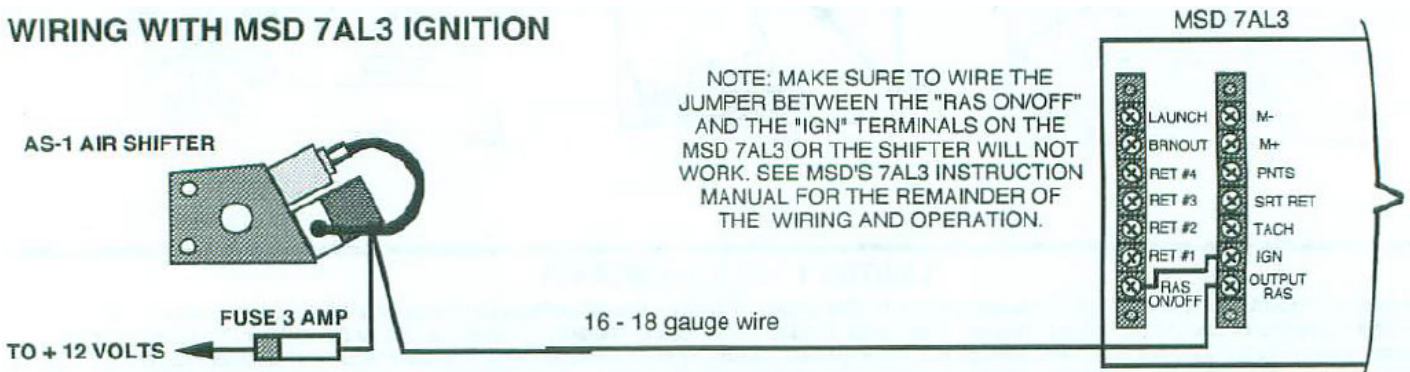 WIRING WITH MSD 7AL3 IGNITION
MSD 7AL3
NOTE: MAKE SURE TO WIRE THE
JUMPER BETWEEN THE "RAS ON/OFF"
AND THE "IGN" TERMINALS ON THE
MSD 7AL3 OR THE SHIFTER WILL NOT
WORK. SEE MSD'S 7AL3 INSTRUCTION
MANUAL FOR THE REMAINDER OF
THE WIRING AND OPERATION.
AS-1 AIR SHIFTER
LAUNCH
BRNOUT
RET #4
RET #3
RET #2
RET #1
RAS
ON/OFF
M-
M+
PNTS
SRT RET
TACH
IGN
OUTPUT
RAS
FUSE 3 AMP
16 - 18 gauge wire
TO + 12 VOLTS